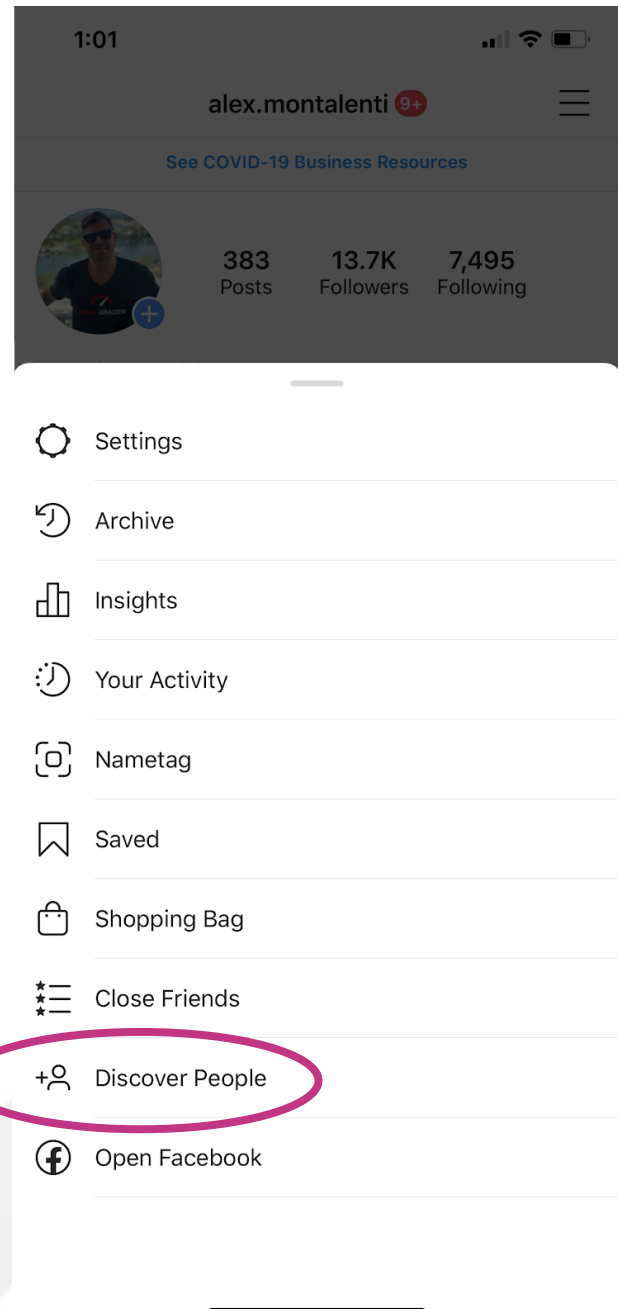 1:01
alex.montalenti 9+
See COVID-19 Business Resources
383 13.7K 7,495
Posts Followers Following
Settings
Archive
Insights
Your Activity
Nametag
Saved
Shopping Bag
Close Friends
Discover People
Open Facebook